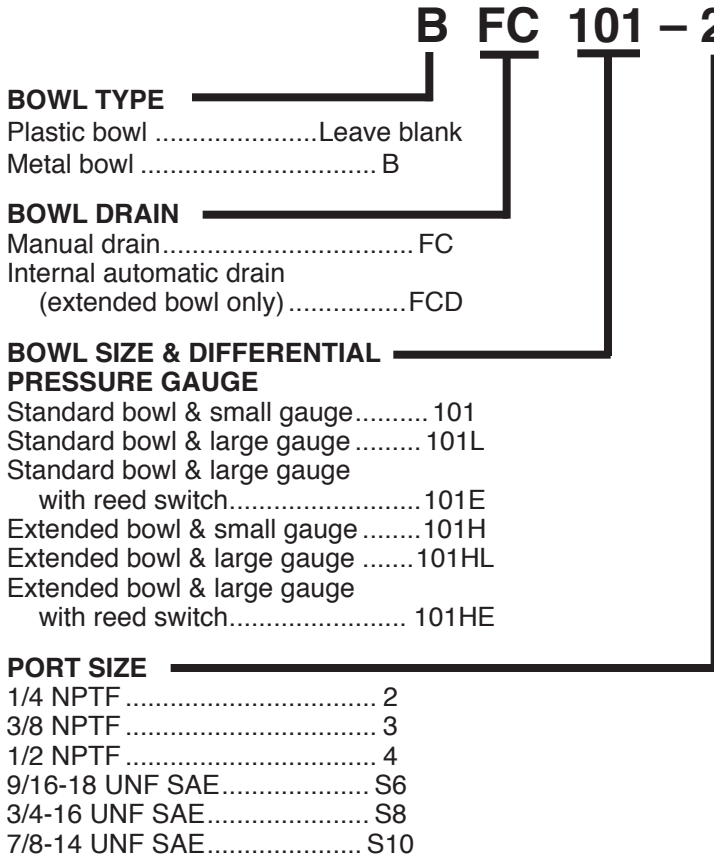 B FC 101 – 2
BOWL TYPE
Plastic bowl ......................Leave blank
Metal bowl ................................ B
BOWL DRAIN
Manual drain.................................. FC
Internal automatic drain
(extended bowl only) ................FCD
BOWL SIZE & DIFFERENTIAL
PRESSURE GAUGE
Standard bowl & small gauge.......... 101
Standard bowl & large gauge ......... 101L
Standard bowl & large gauge
with reed switch..........................101E
Extended bowl & small gauge ........101H
Extended bowl & large gauge .......101HL
Extended bowl & large gauge
with reed switch........................ 101HE
PORT SIZE
1/4 NPTF .................................. 2
3/8 NPTF .................................. 3
1/2 NPTF .................................. 4
9/16-18 UNF SAE.................... S6
3/4-16 UNF SAE...................... S8
7/8-14 UNF SAE..................... S10